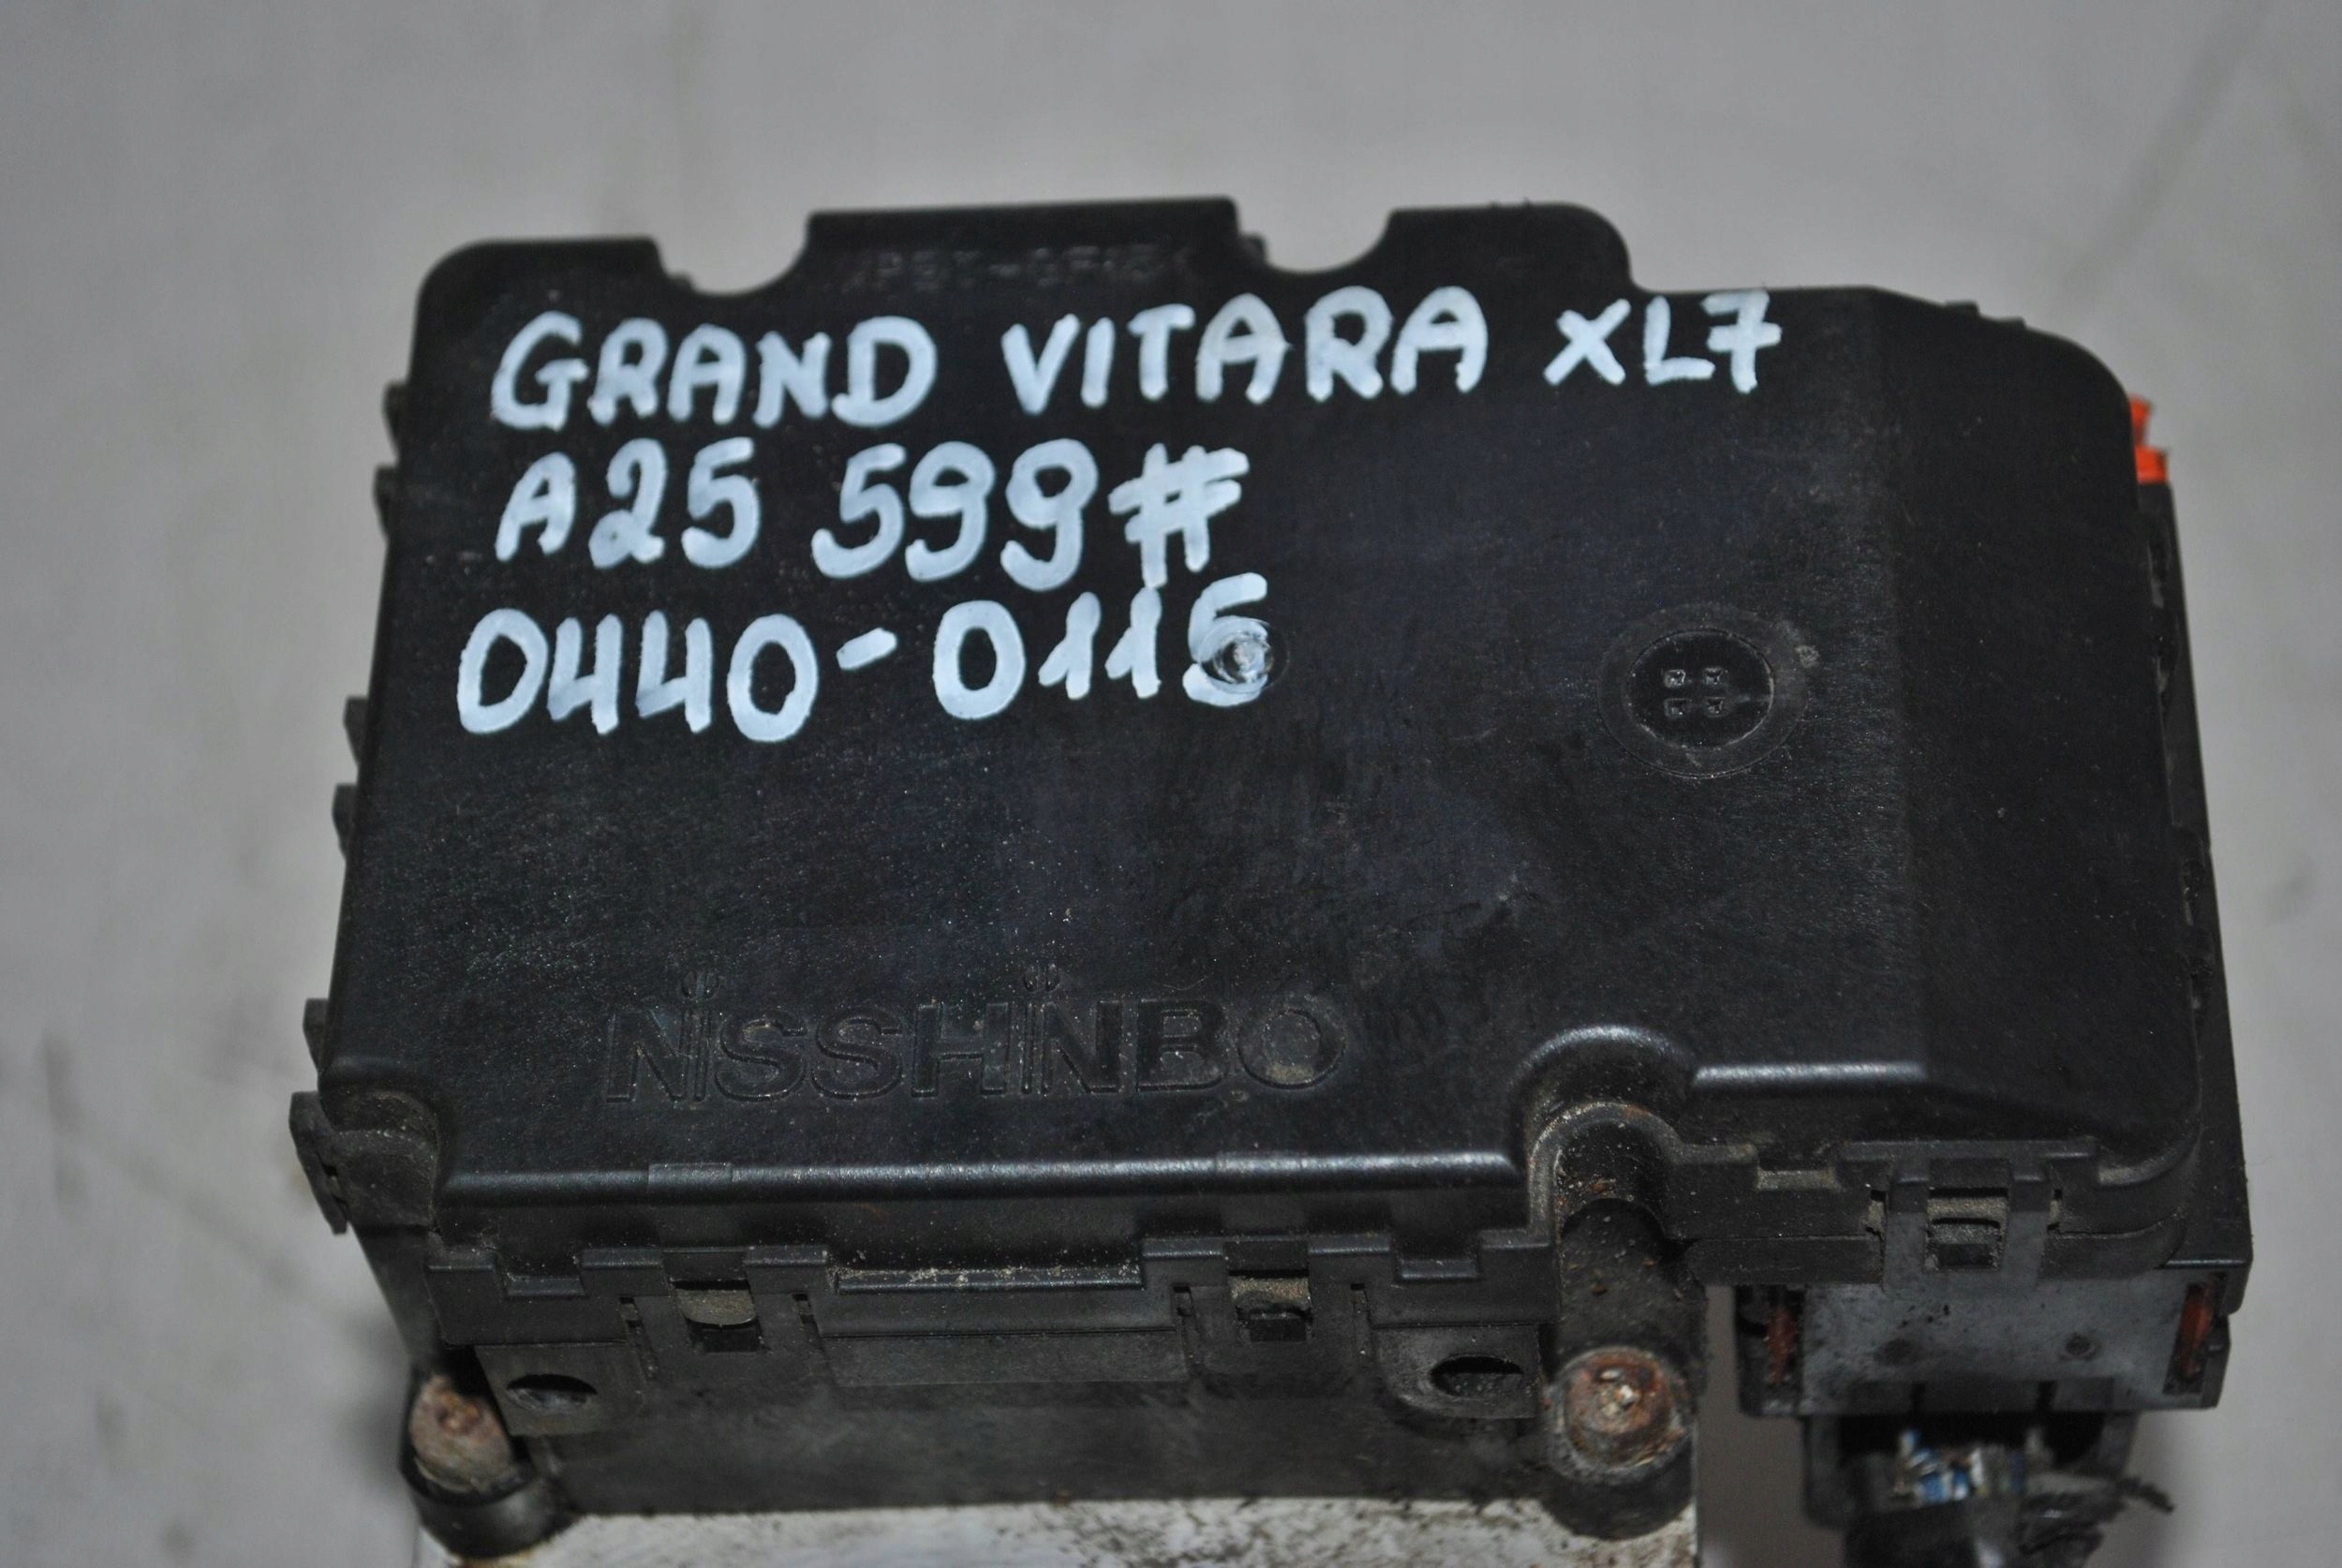 GRAND VITARA XL7
A25 599#
0440-0115
NISSHINBO